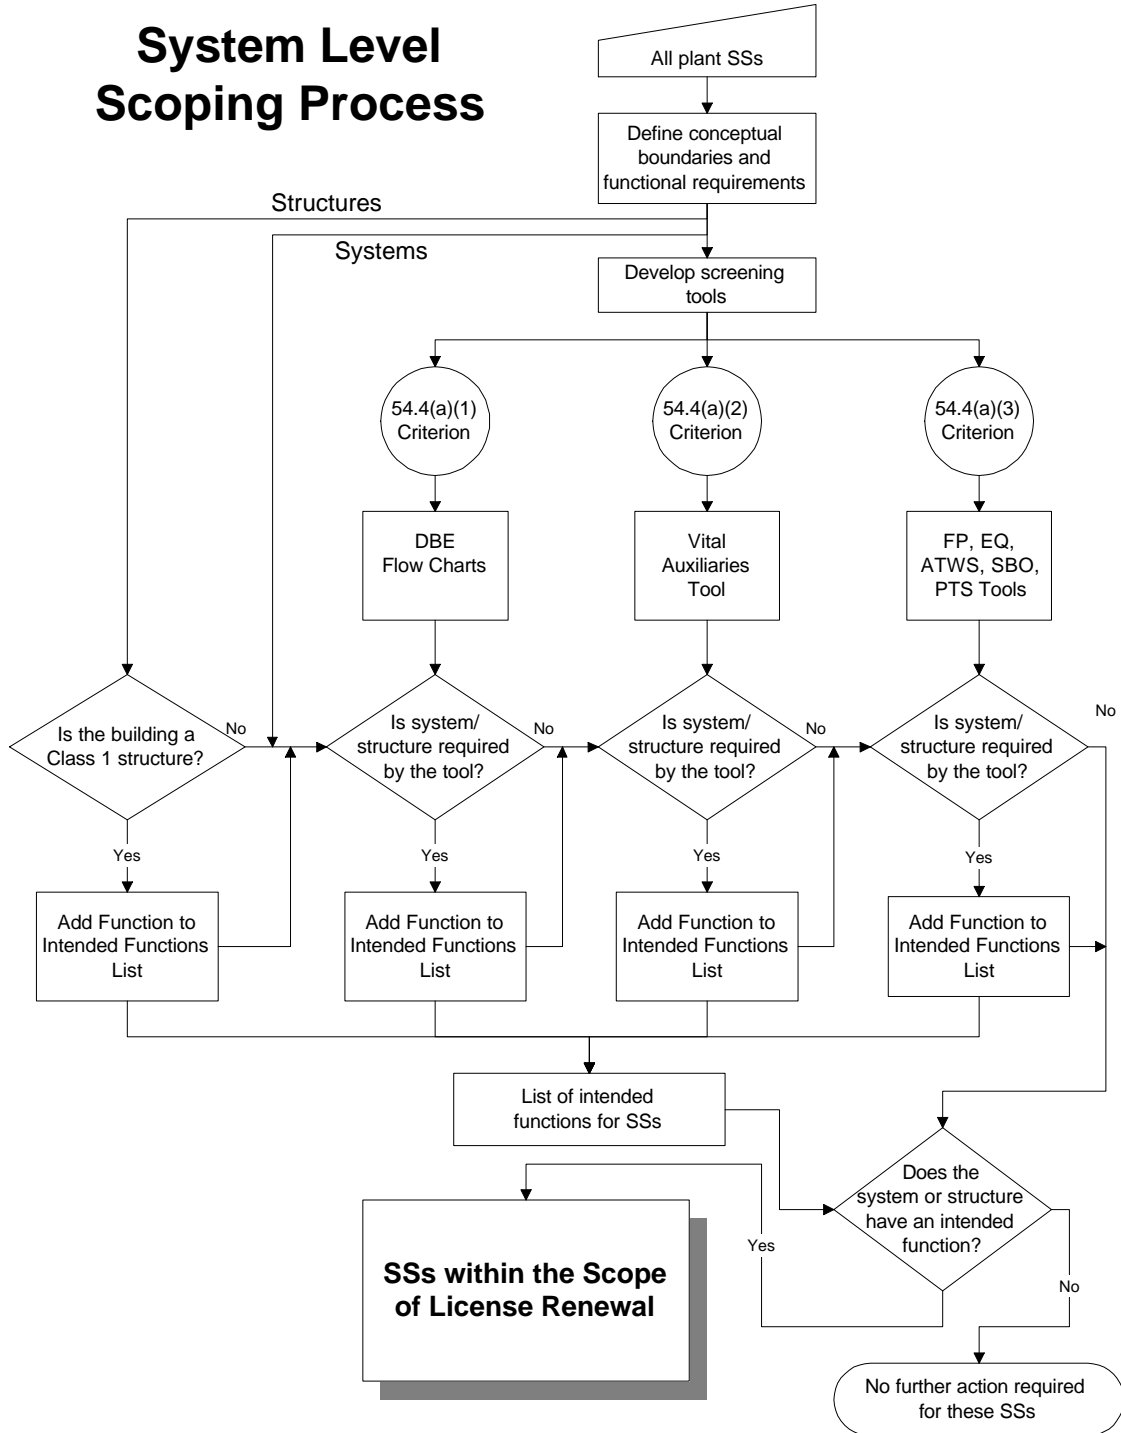 System Level
Scoping Process
All plant SSs
Define conceptual
boundaries and
functional requirements
Structures
Systems
Develop screening
tools
54.4(a)(1)
Criterion
54.4(a)(2)
Criterion
54.4(a)(3)
Criterion
DBE
Flow Charts
Vital
Auxiliaries
Tool
FP, EQ,
ATWS, SBO,
PTS Tools
Is the building a
Class 1 structure?
No
Is system/
structure required
by the tool?
No
Is system/
structure required
by the tool?
No
Is system/
structure required
by the tool?
No
Yes
Yes
Yes
Yes
Add Function to
Intended Functions
List
Add Function to
Intended Functions
List
Add Function to
Intended Functions
List
Add Function to
Intended Functions
List
List of intended
functions for SSs
Does the
system or structure
have an intended
function?
Yes
No
SSs within the Scope
of License Renewal
No further action required
for these SSs